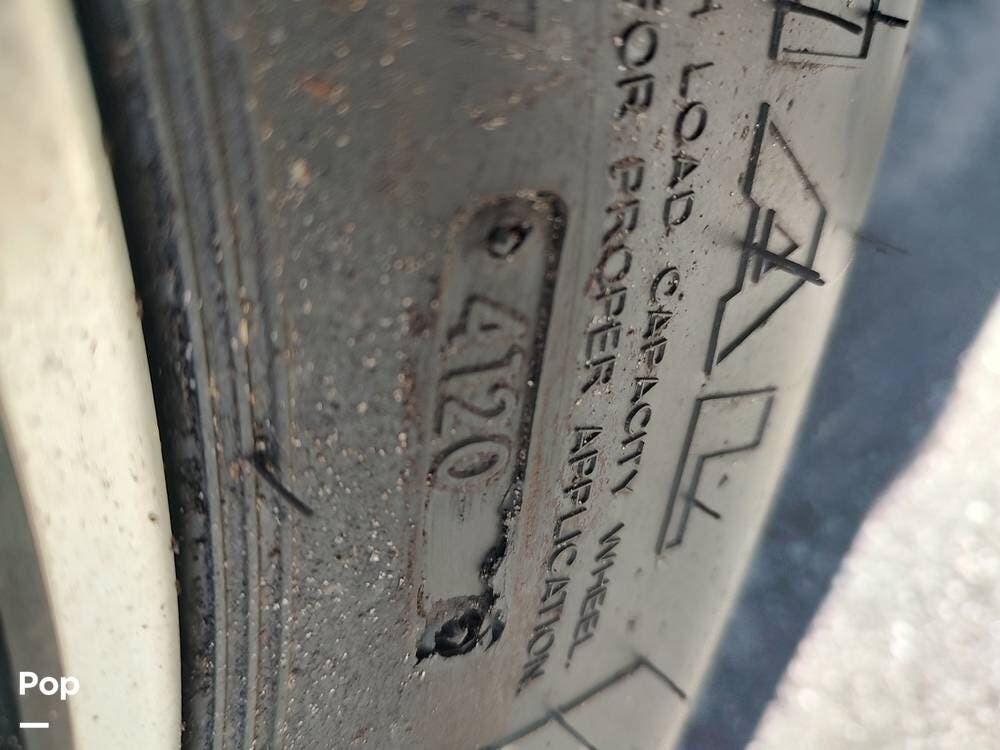 LOAD CAPACITY WHEEL.
FOR PROPER APPLICATION
4120
Pop